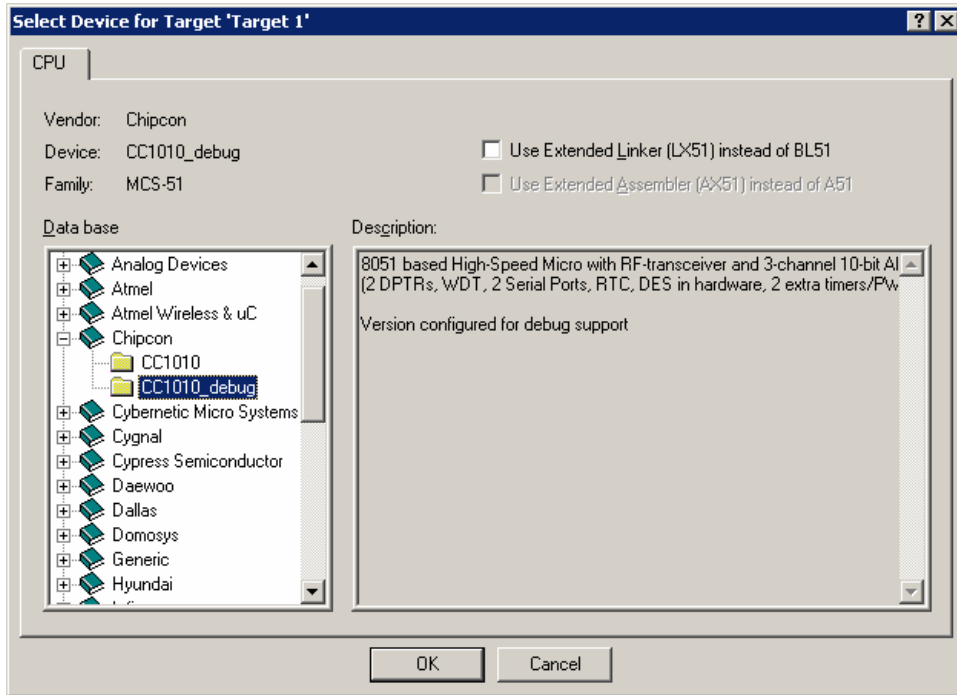 Select Device for Target 'Target 1'
CPU
Vendor: Chipcon
Device: CC1010_debug
Family: MCS-51
Use Extended Linker (LX51) instead of BL51
Use Extended Assembler (AX51) instead of A51
Data base
Analog Devices
Atmel
Atmel Wireless & uC
Chipcon
CC1010
CC1010_debug
Cybernetic Micro Systems
Cygnal
Cypress Semiconductor
Daewoo
Dallas
Domosys
Generic
Hyundai
Description:
8051 based High-Speed Micro with RF-transceiver and 3-channel 10-bit
(2 DPTRs, WDT, 2 Serial Ports, RTC, DES in hardware, 2 extra timers/PW
Version configured for debug support
OK Cancel